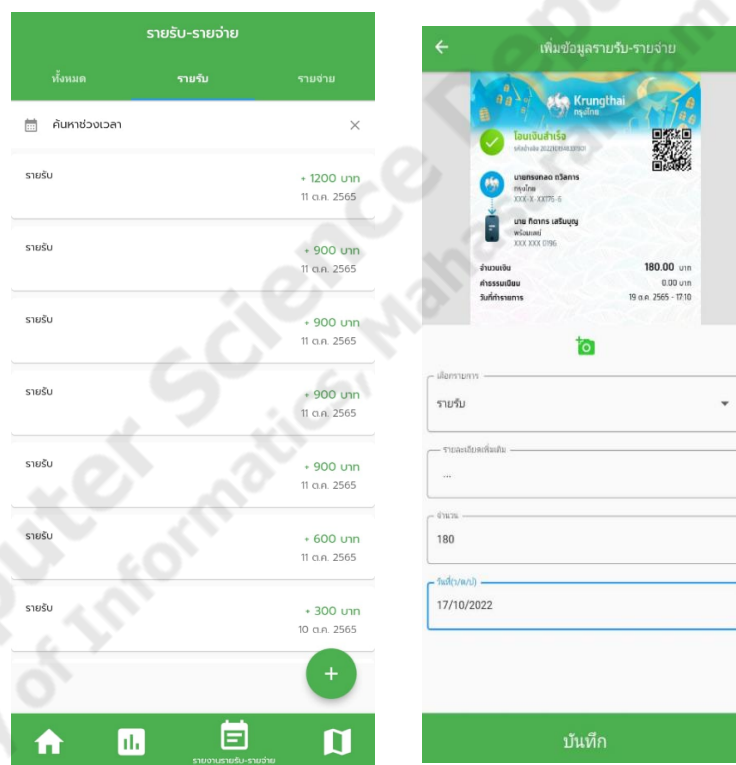 รายรับ-รายจ่าย
ทั้งหมด รายรับ รายจ่าย
ค้นหาช่วงเวลา
รายรับ
+ 1200 บาท
11 ต.ค. 2565
รายรับ
+ 900 บาท
11 ต.ค. 2565
รายรับ
+ 900 บาท
11 ต.ค. 2565
รายรับ
+ 900 บาท
11 ต.ค. 2565
รายรับ
+ 900 บาท
11 ต.ค. 2565
รายรับ
+ 600 บาท
11 ต.ค. 2565
รายรับ
+ 300 บาท
10 ต.ค. 2565
+
รายงานรายรับ-รายจ่าย
เพิ่มข้อมูลรายรับ-รายจ่าย
Krungthai
กรุงไทย
โอนเงินสำเร็จ
รหัสอ้างอิง
กรุงไทย
XXX-X-XX176-6
นาย
พร้อมเพย์
XXX XXX 0196
จำนวนเงิน 180.00 บาท
ค่าธรรมเนียม 0.00 บาท
วันที่ทำรายการ 19 ต.ค. 2565 - 17:10
เลือกรายการ
รายรับ
รายละเอียดเพิ่มเติม
...
จำนวน
180
วันที่(ว/ด/ป)
17/10/2022
บันทึก